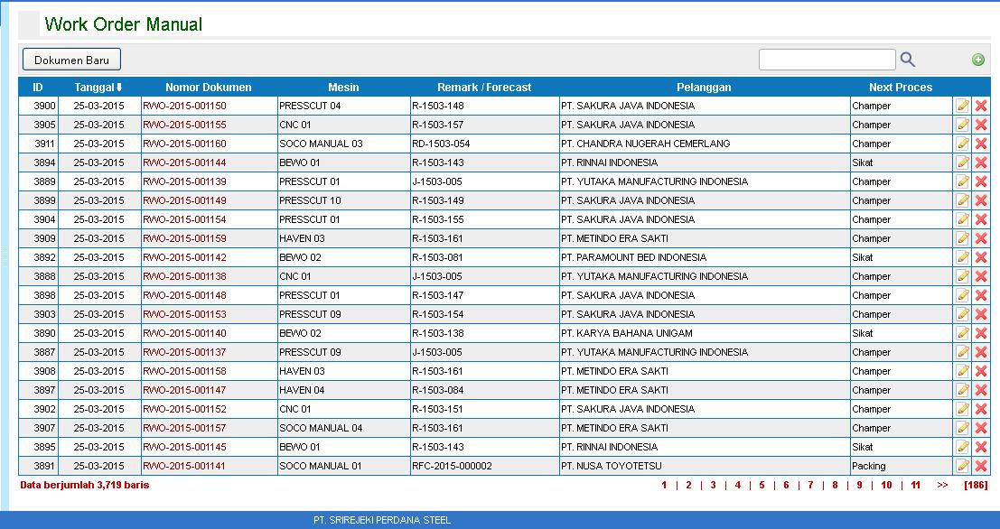 Work Order Manual
Dokumen Baru
ID Tanggal Nomor Dokumen Mesin Remark / Forecast Pelanggan Next Proces
3900 25-03-2015 RWO-2015-001150 PRESSCUT 04 R-1503-148 PT. SAKURA JAVA INDONESIA Champer
3905 25-03-2015 RWO-2015-001155 CNC 01 R-1503-157 PT. SAKURA JAVA INDONESIA Champer
3911 25-03-2015 RWO-2015-001160 SOCO MANUAL 03 RD-1503-054 PT. CHANDRA NUGERAH CEMERLANG Champer
3894 25-03-2015 RWO-2015-001144 BEWO 01 R-1503-143 PT. RINNAI INDONESIA Sikat
3889 25-03-2015 RWO-2015-001139 PRESSCUT 01 J-1503-005 PT. YUTAKA MANUFACTURING INDONESIA Champer
3899 25-03-2015 RWO-2015-001149 PRESSCUT 10 R-1503-149 PT. SAKURA JAVA INDONESIA Champer
3904 25-03-2015 RWO-2015-001154 PRESSCUT 01 R-1503-155 PT. SAKURA JAVA INDONESIA Champer
3909 25-03-2015 RWO-2015-001159 HAVEN 03 R-1503-161 PT. METINDO ERA SAKTI Champer
3892 25-03-2015 RWO-2015-001142 BEWO 02 R-1503-081 PT. PARAMOUNT BED INDONESIA Sikat
3888 25-03-2015 RWO-2015-001138 CNC 01 J-1503-005 PT. YUTAKA MANUFACTURING INDONESIA Champer
3898 25-03-2015 RWO-2015-001148 PRESSCUT 01 R-1503-147 PT. SAKURA JAVA INDONESIA Champer
3903 25-03-2015 RWO-2015-001153 PRESSCUT 09 R-1503-154 PT. SAKURA JAVA INDONESIA Champer
3890 25-03-2015 RWO-2015-001140 BEWO 02 R-1503-138 PT. KARYA BAHANA UNIGAM Sikat
3887 25-03-2015 RWO-2015-001137 PRESSCUT 09 J-1503-005 PT. YUTAKA MANUFACTURING INDONESIA Champer
3908 25-03-2015 RWO-2015-001158 HAVEN 03 R-1503-161 PT. METINDO ERA SAKTI Champer
3897 25-03-2015 RWO-2015-001147 HAVEN 04 R-1503-084 PT. METINDO ERA SAKTI Champer
3902 25-03-2015 RWO-2015-001152 CNC 01 R-1503-151 PT. SAKURA JAVA INDONESIA Champer
3907 25-03-2015 RWO-2015-001157 SOCO MANUAL 04 R-1503-161 PT. METINDO ERA SAKTI Champer
3895 25-03-2015 RWO-2015-001145 BEWO 01 R-1503-143 PT. RINNAI INDONESIA Sikat
3891 25-03-2015 RWO-2015-001141 SOCO MANUAL 01 RFC-2015-000002 PT. NUSA TOYOTETSU Packing
Data berjumlah 3,719 baris 1 | 2 | 3 | 4 | 5 | 6 | 7 | 8 | 9 | 10 | 11 >> [186]
PT. SRIREJEKI PERDANA STEEL